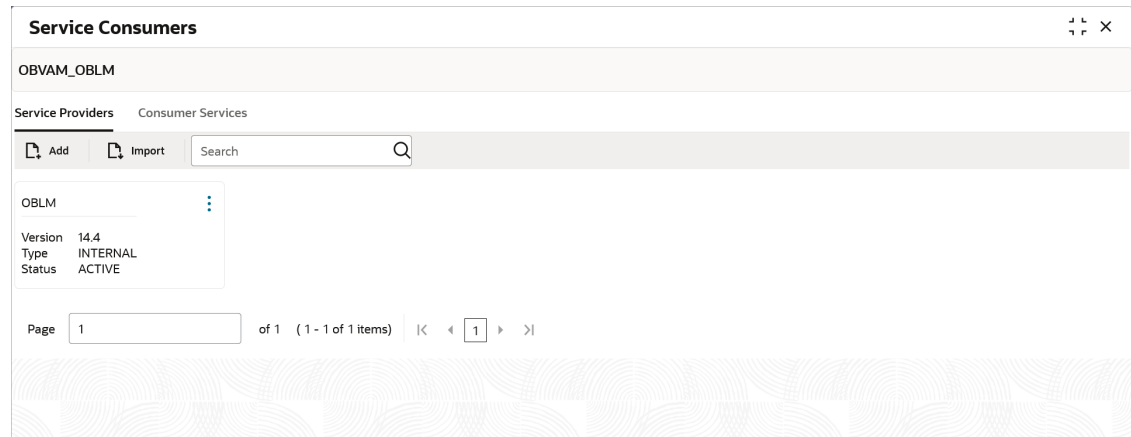 Service Consumers
OBVAM_OBLM
Service Providers Consumer Services
Add Import Search
OBLM
Version 14.4
Type INTERNAL
Status ACTIVE
Page 1 of 1 (1 - 1 of 1 items) 1